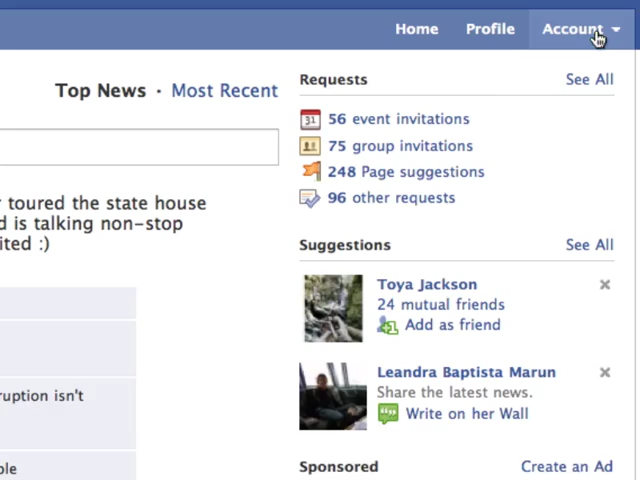 Home Profile Account
Top News · Most Recent
Requests See All
31 56 event invitations
75 group invitations
248 Page suggestions
96 other requests
toured the state house
d is talking non-stop
ited :)
Suggestions See All
Toya Jackson
24 mutual friends
Add as friend
Leandra Baptista Marun
Share the latest news.
Write on her Wall
ruption isn't
ple
Sponsored Create an Ad